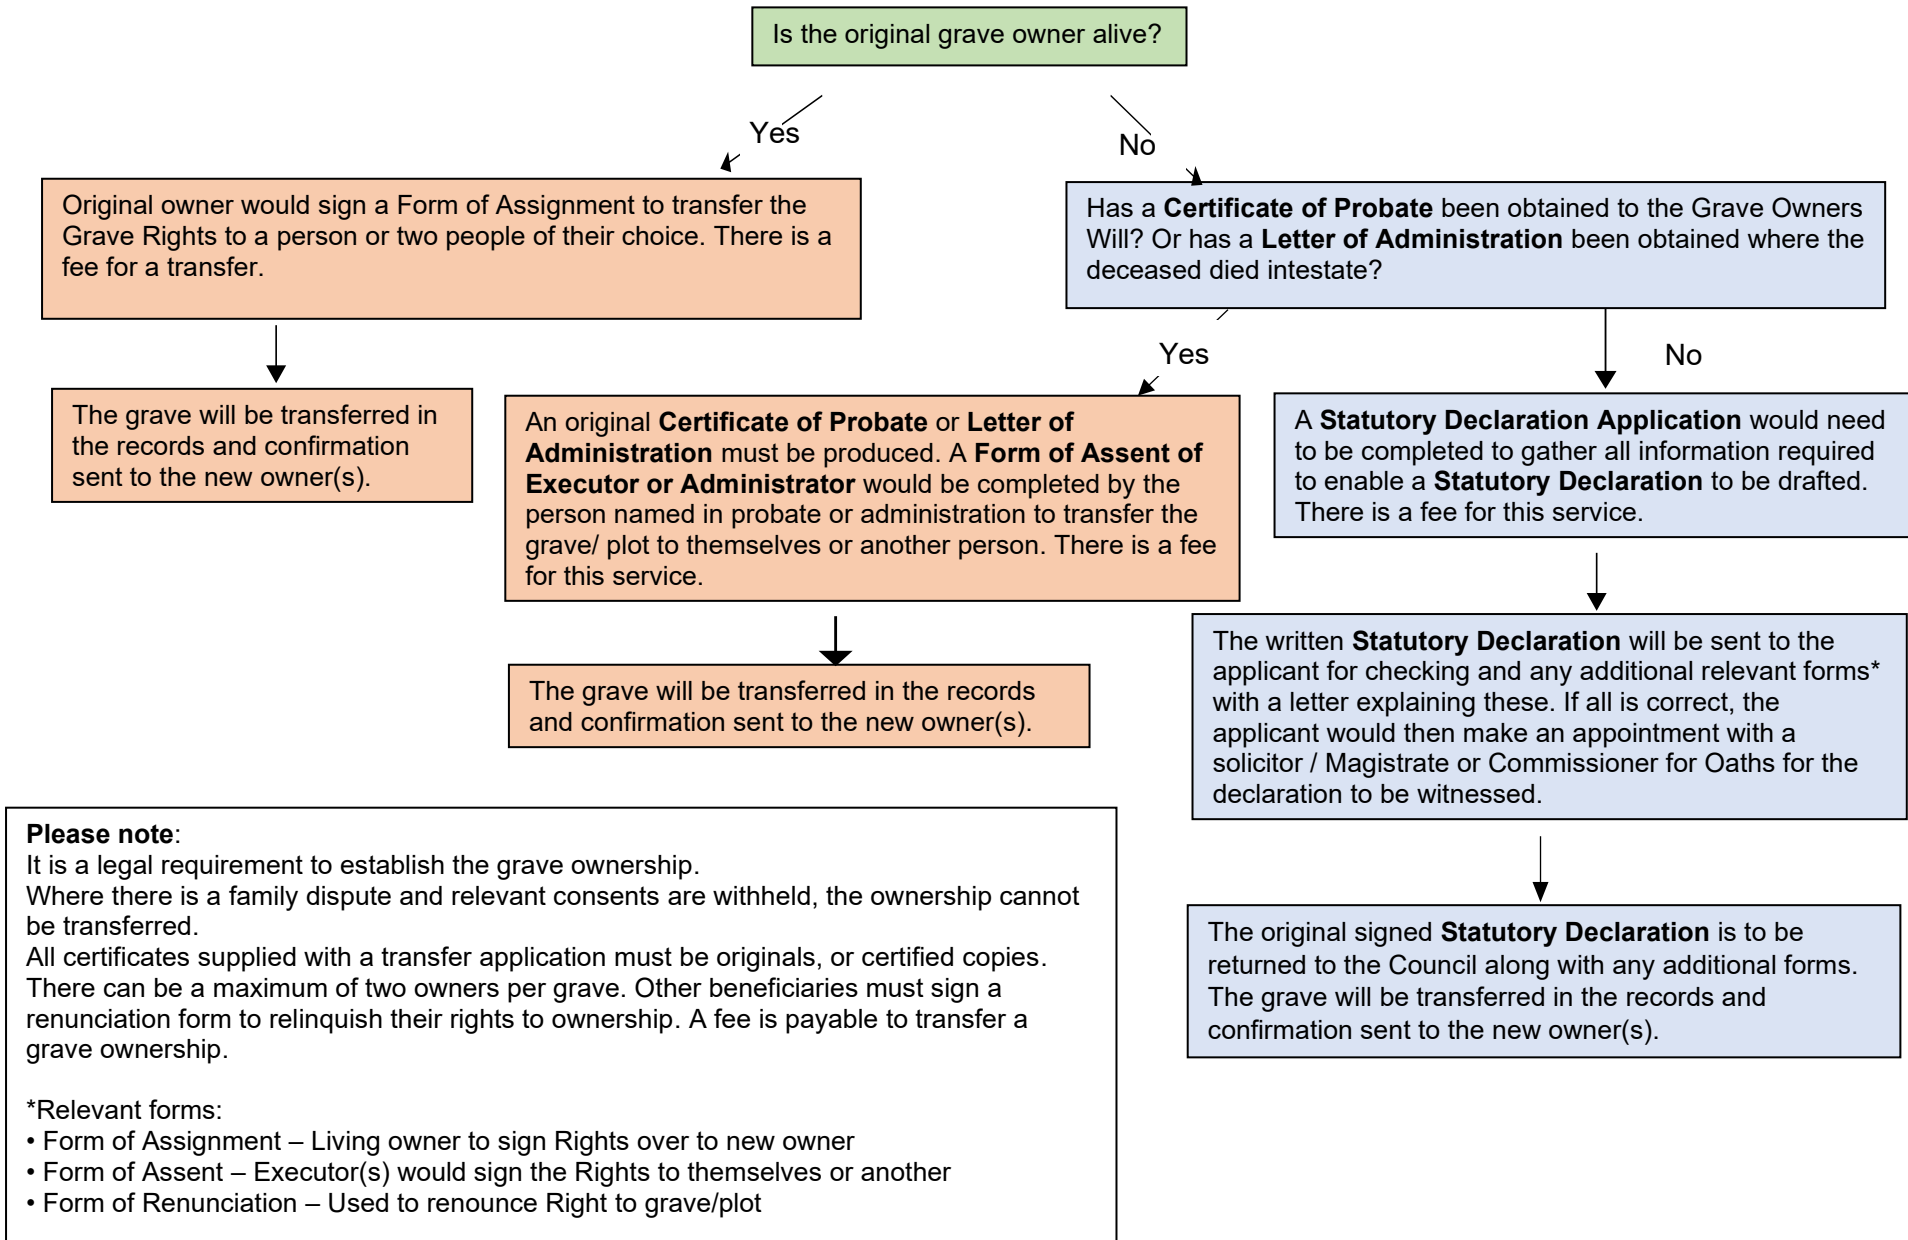 Is the original grave owner alive?
Yes
No
Original owner would sign a Form of Assignment to transfer the
Grave Rights to a person or two people of their choice. There is a
fee for a transfer.
Has a Certificate of Probate been obtained to the Grave Owners
Will? Or has a Letter of Administration been obtained where the
deceased died intestate?
Yes
No
The grave will be transferred in
the records and confirmation
sent to the new owner(s).
An original Certificate of Probate or Letter of
Administration must be produced. A Form of Assent of
Executor or Administrator would be completed by the
person named in probate or administration to transfer the
grave/ plot to themselves or another person. There is a fee
for this service.
A Statutory Declaration Application would need
to be completed to gather all information required
to enable a Statutory Declaration to be drafted.
There is a fee for this service.
The grave will be transferred in the records
and confirmation sent to the new owner(s).
The written Statutory Declaration will be sent to the
applicant for checking and any additional relevant forms*
with a letter explaining these. If all is correct, the
applicant would then make an appointment with a
solicitor / Magistrate or Commissioner for Oaths for the
declaration to be witnessed.
The original signed Statutory Declaration is to be
returned to the Council along with any additional forms.
The grave will be transferred in the records and
confirmation sent to the new owner(s).
Please note:
It is a legal requirement to establish the grave ownership.
Where there is a family dispute and relevant consents are withheld, the ownership cannot
be transferred.
All certificates supplied with a transfer application must be originals, or certified copies.
There can be a maximum of two owners per grave. Other beneficiaries must sign a
renunciation form to relinquish their rights to ownership. A fee is payable to transfer a
grave ownership.
*Relevant forms:
• Form of Assignment – Living owner to sign Rights over to new owner
• Form of Assent – Executor(s) would sign the Rights to themselves or another
• Form of Renunciation – Used to renounce Right to grave/plot